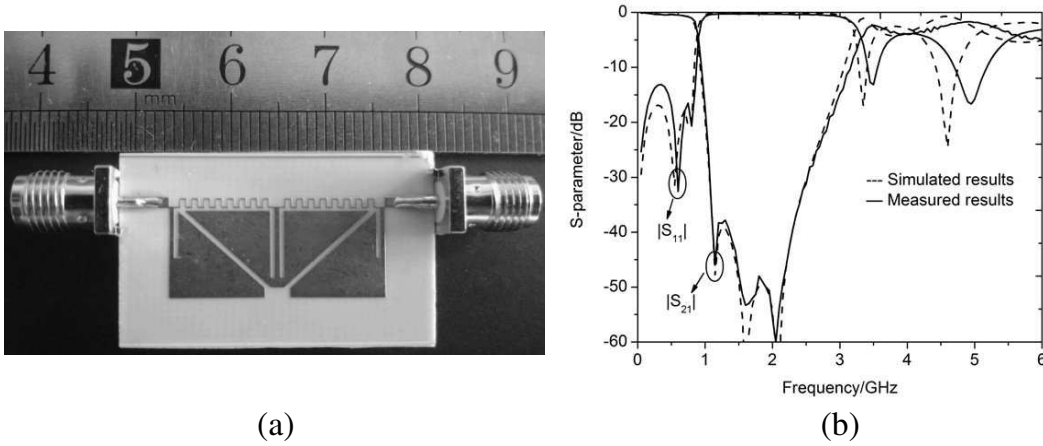 4 5 6 7 8 9
mm
(a)
S-parameter/dB
0
-10
-20
-30
-40
-50
-60
|S11|
|S21|
Simulated results
Measured results
0 1 2 3 4 5 6
Frequency/GHz
(b)